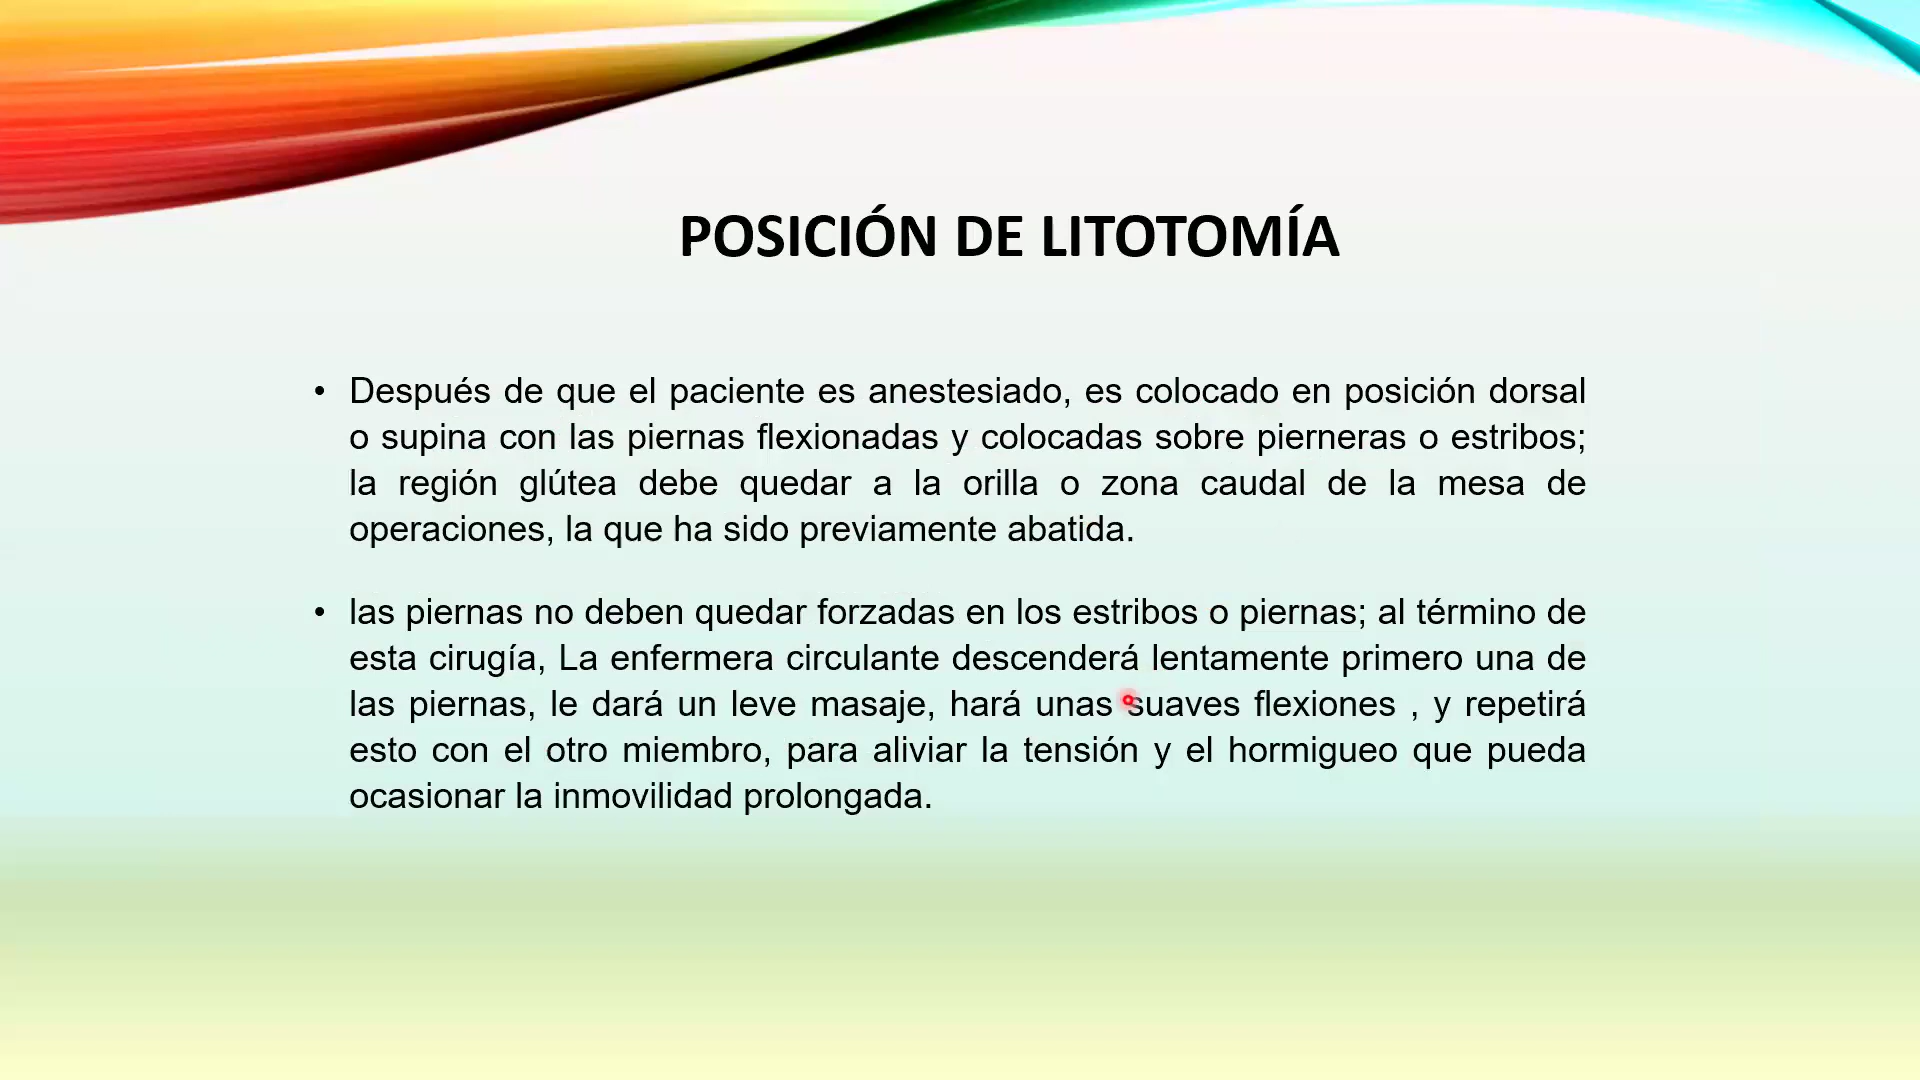 POSICIÓN DE LITOTOMÍA
• Después de que el paciente es anestesiado, es colocado en posición dorsal
o supina con las piernas flexionadas y colocadas sobre pierneras o estribos;
la región glútea debe quedar a la orilla o zona caudal de la mesa de
operaciones, la que ha sido previamente abatida.
• las piernas no deben quedar forzadas en los estribos o piernas; al término de
esta cirugía, La enfermera circulante descenderá lentamente primero una de
las piernas, le dará un leve masaje, hará unas suaves flexiones , y repetirá
esto con el otro miembro, para aliviar la tensión y el hormigueo que pueda
ocasionar la inmovilidad prolongada.